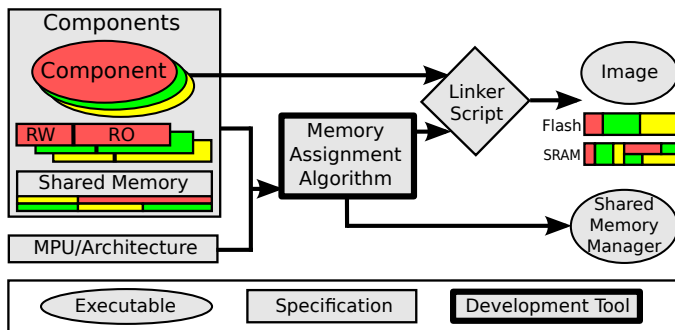 Components
Component
RW RO
Shared Memory
MPU/Architecture
Memory
Assignment
Algorithm
Linker
Script
Image
Flash
SRAM
Shared
Memory
Manager
Executable
Specification
Development Tool